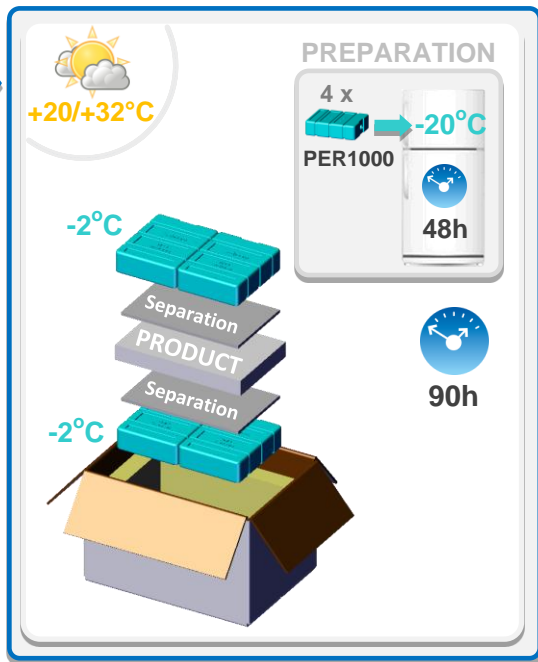 +20/+32°C
PREPARATION
4 x
-20°C
PER1000
48h
-2°C
Separation
PRODUCT
Separation
-2°C
90h